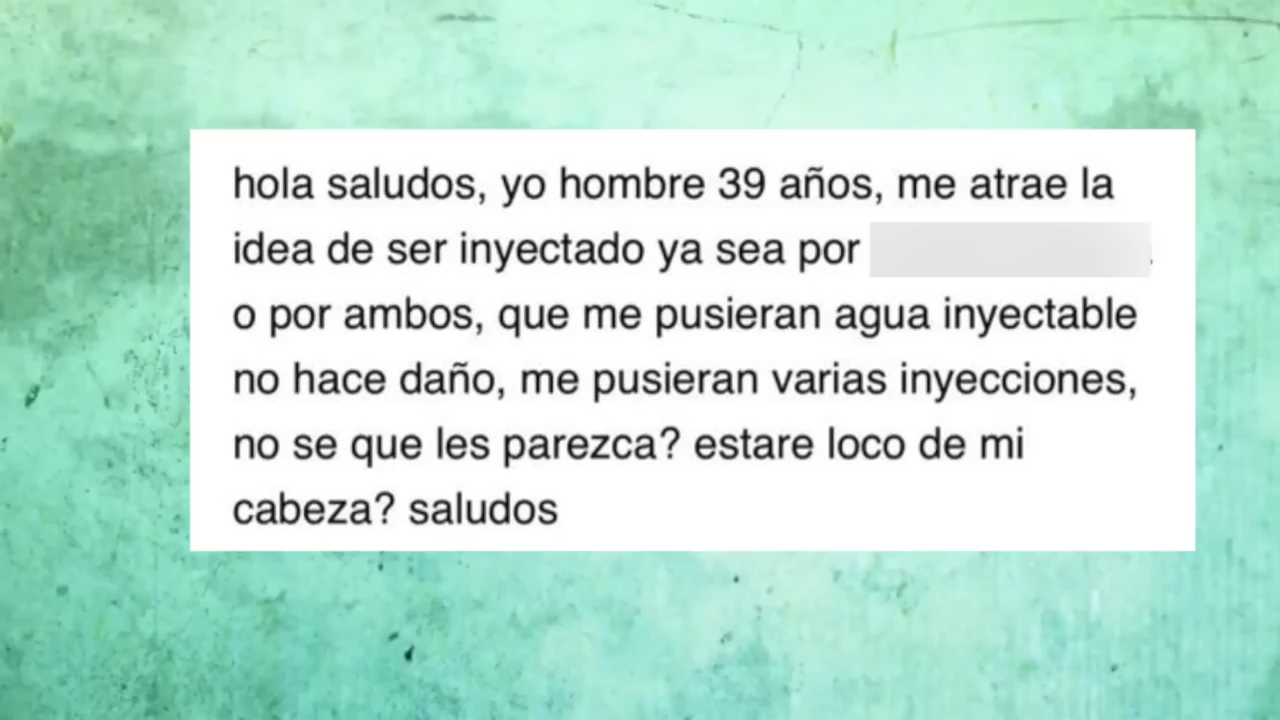 hola saludos, yo hombre 39 años, me atrae la
idea de ser inyectado ya sea por
o por ambos, que me pusieran agua inyectable
no hace daño, me pusieran varias inyecciones,
no se que les parezca? estare loco de mi
cabeza? saludos